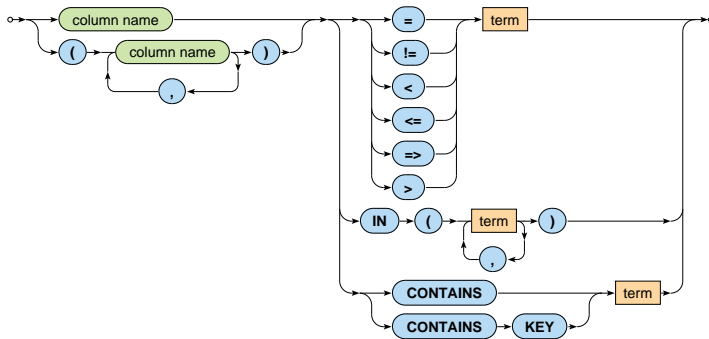 column name = term
( column name ) !=
, <
<=
=>
>
IN ( term )
,
CONTAINS term
CONTAINS KEY